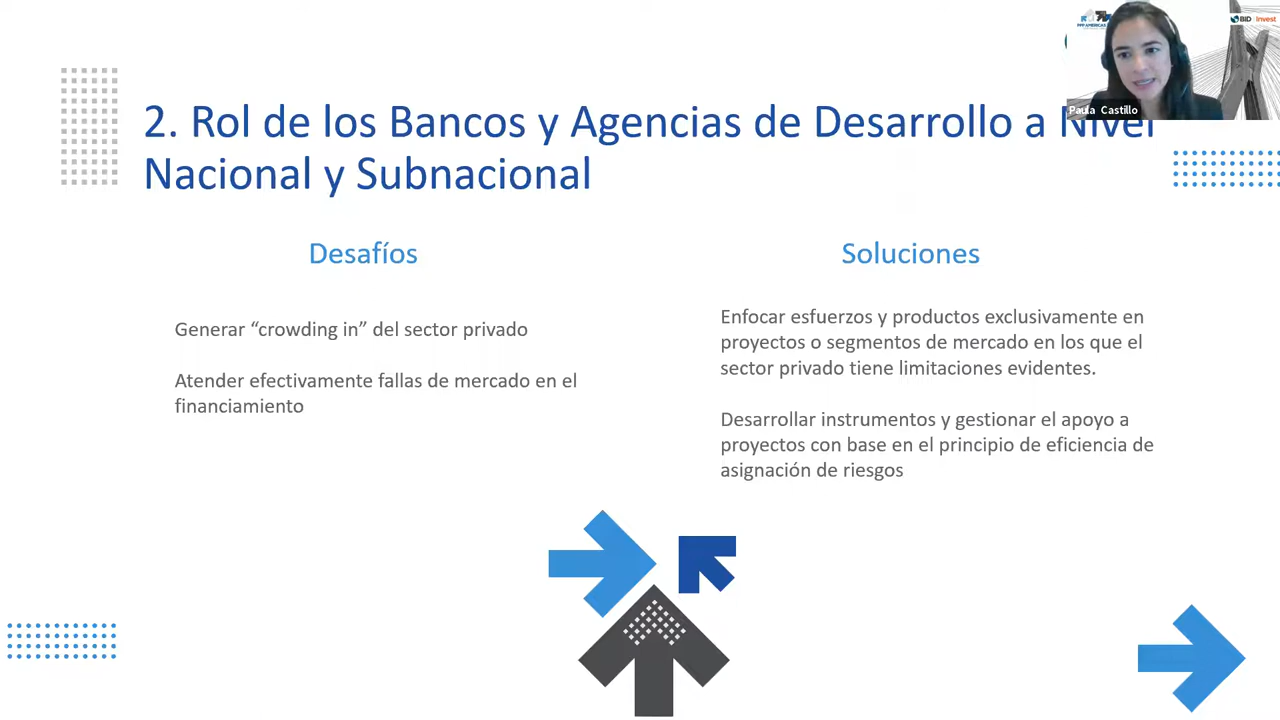 PPP AMERICAS
BID Invest
Paula Castillo
2. Rol de los Bancos y Agencias de Desarrollo a Nivel
Nacional y Subnacional
Desafíos
Generar “crowding in” del sector privado
Atender efectivamente fallas de mercado en el
financiamiento
Soluciones
Enfocar esfuerzos y productos exclusivamente en
proyectos o segmentos de mercado en los que el
sector privado tiene limitaciones evidentes.
Desarrollar instrumentos y gestionar el apoyo a
proyectos con base en el principio de eficiencia de
asignación de riesgos